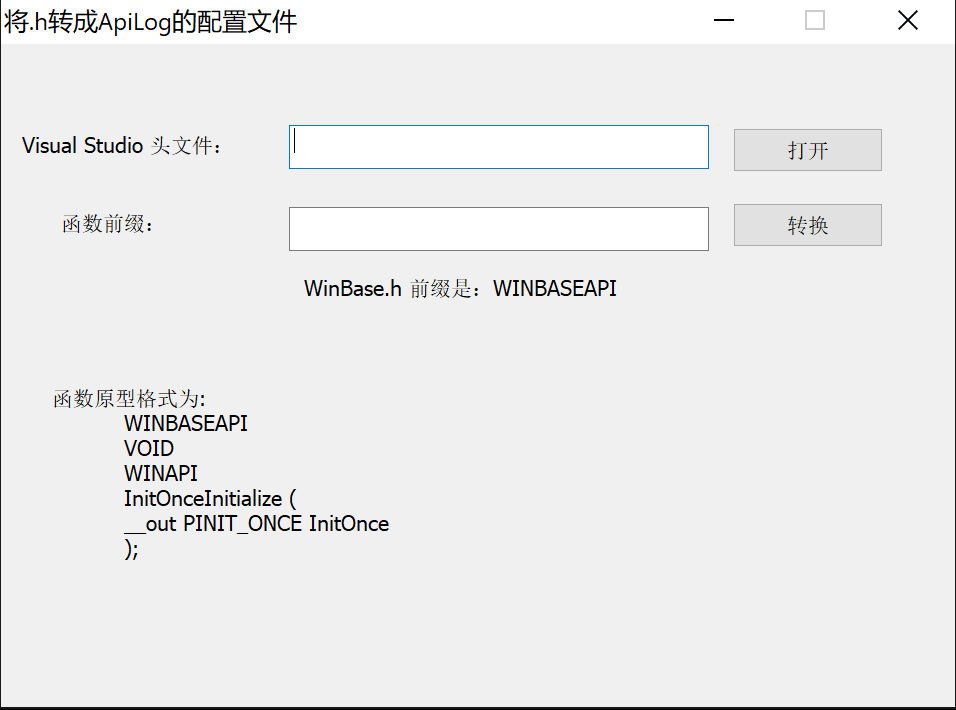 将.h转成ApiLog的配置文件
Visual Studio 头文件：
打开
函数前缀：
转换
WinBase.h 前缀是：WINBASEAPI
函数原型格式为:
WINBASEAPI
VOID
WINAPI
InitOnceInitialize (
__out PINIT_ONCE InitOnce
);